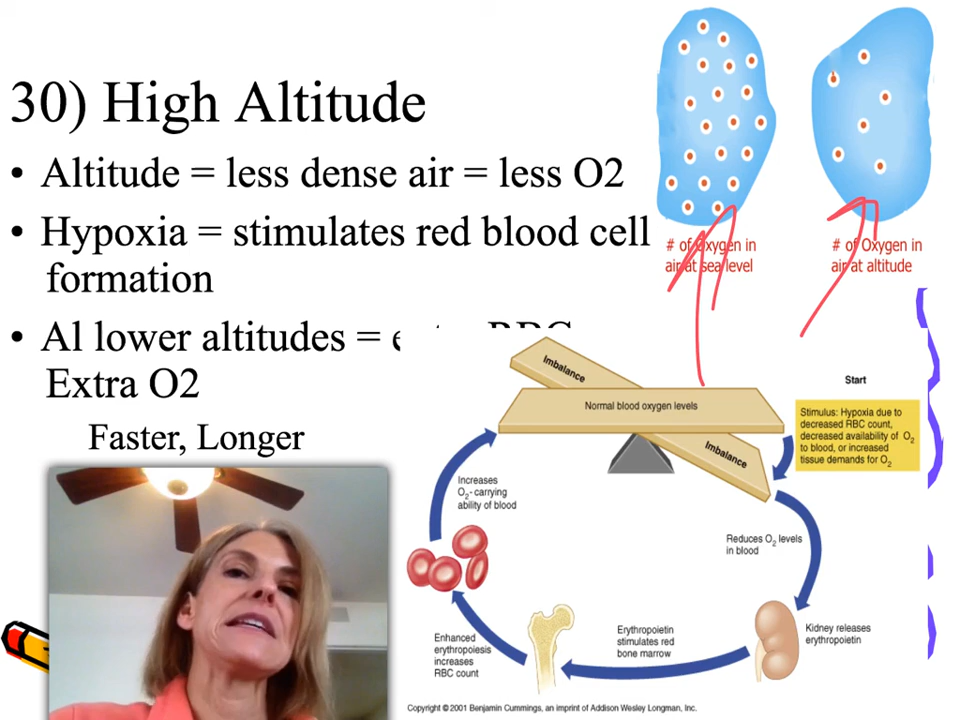 30) High Altitude
• Altitude = less dense air = less O2
• Hypoxia = stimulates red blood cell
formation
• Al lower altitudes =
Extra O2
Faster, Longer
# of Oxygen in
air at sea level
# of Oxygen in
air at altitude
Imbalance
Normal blood oxygen levels
Imbalance
Start
Stimulus: Hypoxia due to
decreased RBC count,
decreased availability of O2
to blood, or increased
tissue demands for O2
Reduces O2 levels
in blood
Kidney releases
erythropoietin
Erythropoietin
stimulates red
bone marrow
Enhanced
erythropoiesis
increases
RBC count
Increases
O2-carrying
ability of blood
Copyright © 2001 Benjamin Cummings, an imprint of Addison Wesley Longman, Inc.